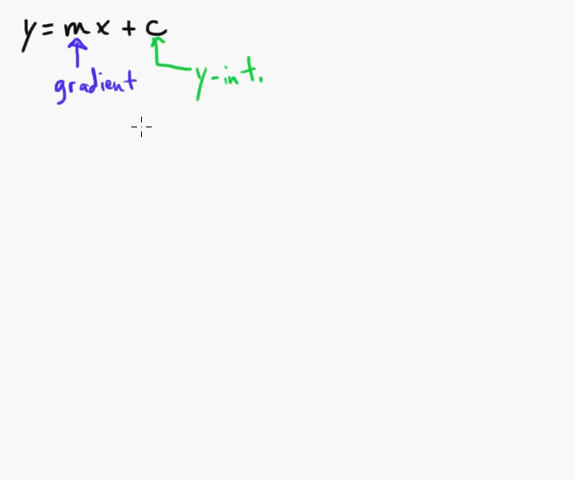 y = mx + c
gradient
y-int.